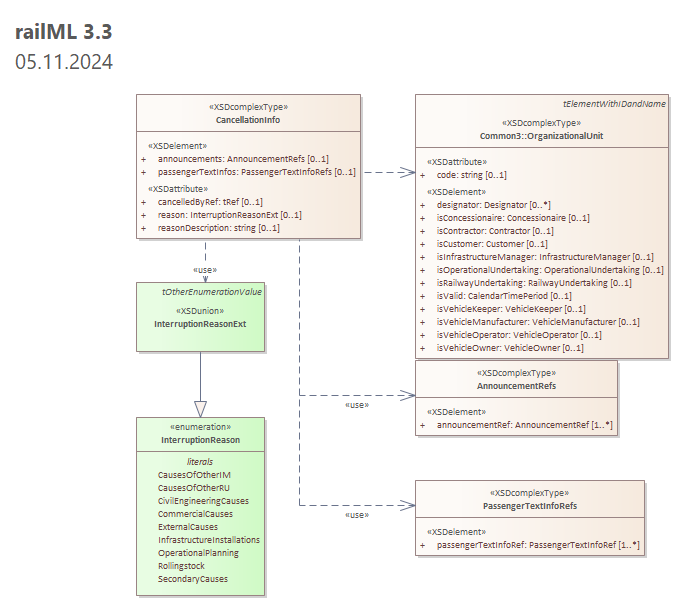 railML 3.3
05.11.2024
«XSDcomplexType»
CancellationInfo
«XSDelement»
+ announcements: AnnouncementRefs [0..1]
+ passengerTextInfos: PassengerTextInfoRefs [0..1]
«XSDattribute»
+ cancelledByRef: tRef [0..1]
+ reason: InterruptionReasonExt [0..1]
+ reasonDescription: string [0..1]
tElementWithIDandName
«XSDcomplexType»
Common3::OrganizationalUnit
«XSDattribute»
+ code: string [0..1]
«XSDelement»
+ designator: Designator [0..*]
+ isConcessionaire: Concessionaire [0..1]
+ isContractor: Contractor [0..1]
+ isCustomer: Customer [0..1]
+ isInfrastructureManager: InfrastructureManager [0..1]
+ isOperationalUndertaking: OperationalUndertaking [0..1]
+ isRailwayUndertaking: RailwayUndertaking [0..1]
+ isValid: CalendarTimePeriod [0..1]
+ isVehicleKeeper: VehicleKeeper [0..1]
+ isVehicleManufacturer: VehicleManufacturer [0..1]
+ isVehicleOperator: VehicleOperator [0..1]
+ isVehicleOwner: VehicleOwner [0..1]
«use»
tOtherEnumerationValue
«XSDunion»
InterruptionReasonExt
«use»
«XSDcomplexType»
AnnouncementRefs
«XSDelement»
+ announcementRef: AnnouncementRef [1..*]
«enumeration»
InterruptionReason
literals
CausesOfOtherIM
CausesOfOtherRU
CivilEngineeringCauses
CommercialCauses
ExternalCauses
InfrastructureInstallations
OperationalPlanning
Rollingstock
SecondaryCauses
«use»
«XSDcomplexType»
PassengerTextInfoRefs
«XSDelement»
+ passengerTextInfoRef: PassengerTextInfoRef [1..*]